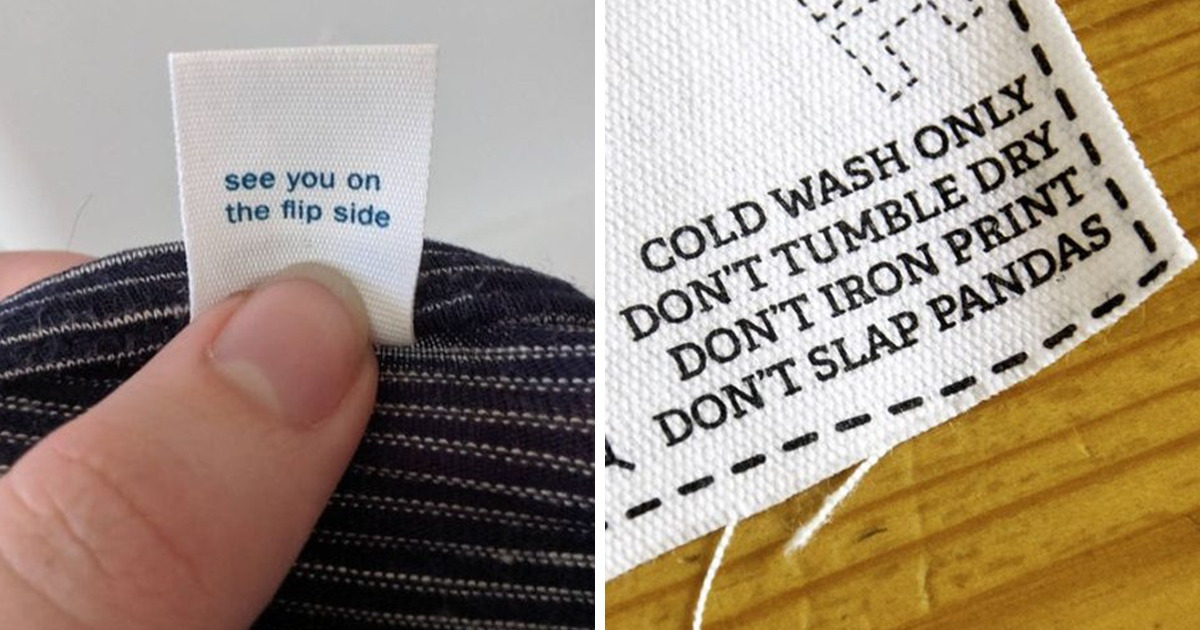 see you on
the flip side
COLD WASH ONLY
DON'T TUMBLE DRY
DON'T IRON PRINT
DON'T SLAP PANDAS